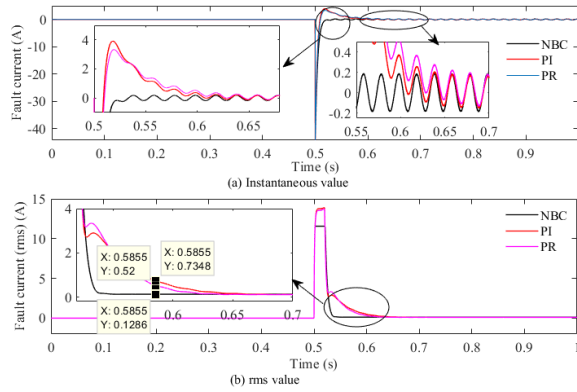 Fault current (A)
0
-10
-20
-30
-40
4
3
2
1
0
0.5 0.55 0.6 0.65
0.4
0.2
0
-0.2
0.55 0.6 0.65 0.7
NBC
PI
PR
0 0.1 0.2 0.3 0.4 0.5 0.6 0.7 0.8 0.9 1
Time (s)
(a) Instantaneous value
Fault current (rms) (A)
15
10
5
0
4
2
0
X: 0.5855
Y: 0.52
X: 0.5855
Y: 0.7348
X: 0.5855
Y: 0.1286
0.6 0.65 0.7
NBC
PI
PR
0 0.1 0.2 0.3 0.4 0.5 0.6 0.7 0.8 0.9 1
Time (s)
(b) rms value